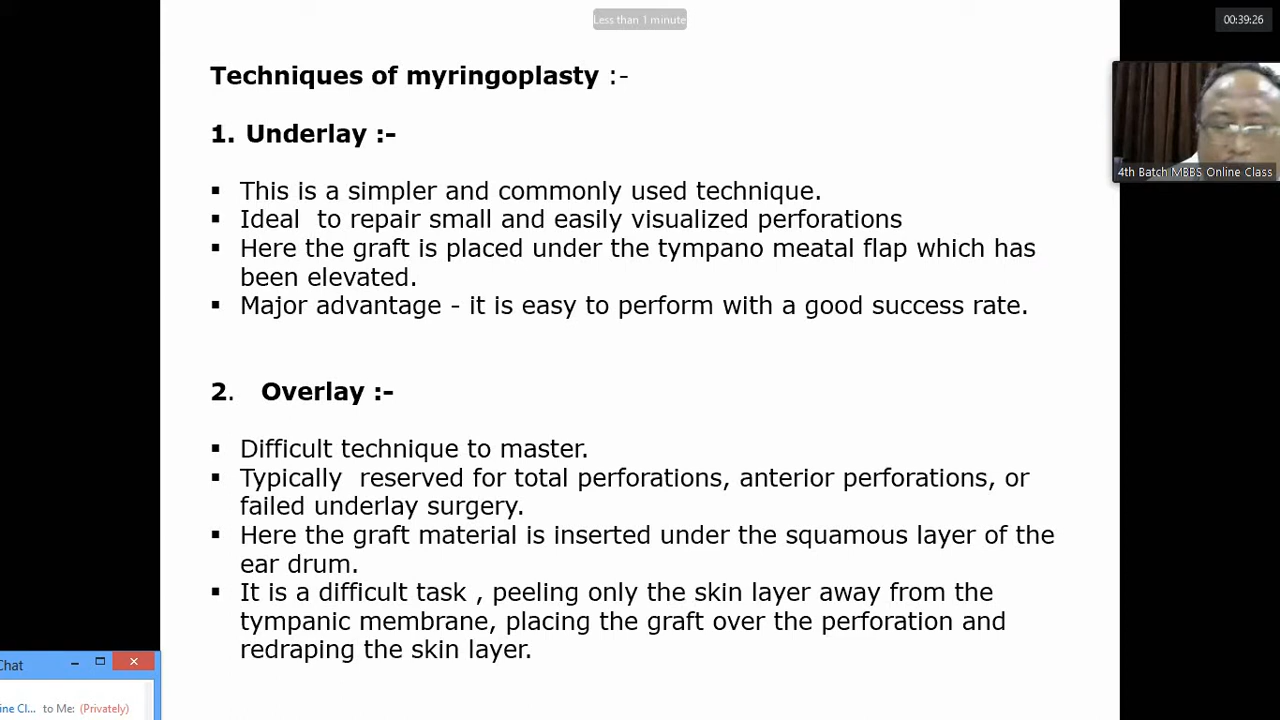 Less than 1 minute
00:39:26
Techniques of myringoplasty :-
4th Batch MBBS Online Class
1. Underlay :-
▪ This is a simpler and commonly used technique.
▪ Ideal  to repair small and easily visualized perforations
▪ Here the graft is placed under the tympano meatal flap which has
been elevated.
▪ Major advantage - it is easy to perform with a good success rate.
2.   Overlay :-
▪ Difficult technique to master.
▪ Typically  reserved for total perforations, anterior perforations, or
failed underlay surgery.
▪ Here the graft material is inserted under the squamous layer of the
ear drum.
▪ It is a difficult task , peeling only the skin layer away from the
tympanic membrane, placing the graft over the perforation and
redraping the skin layer.
Chat
ine Cl... to Me: (Privately)